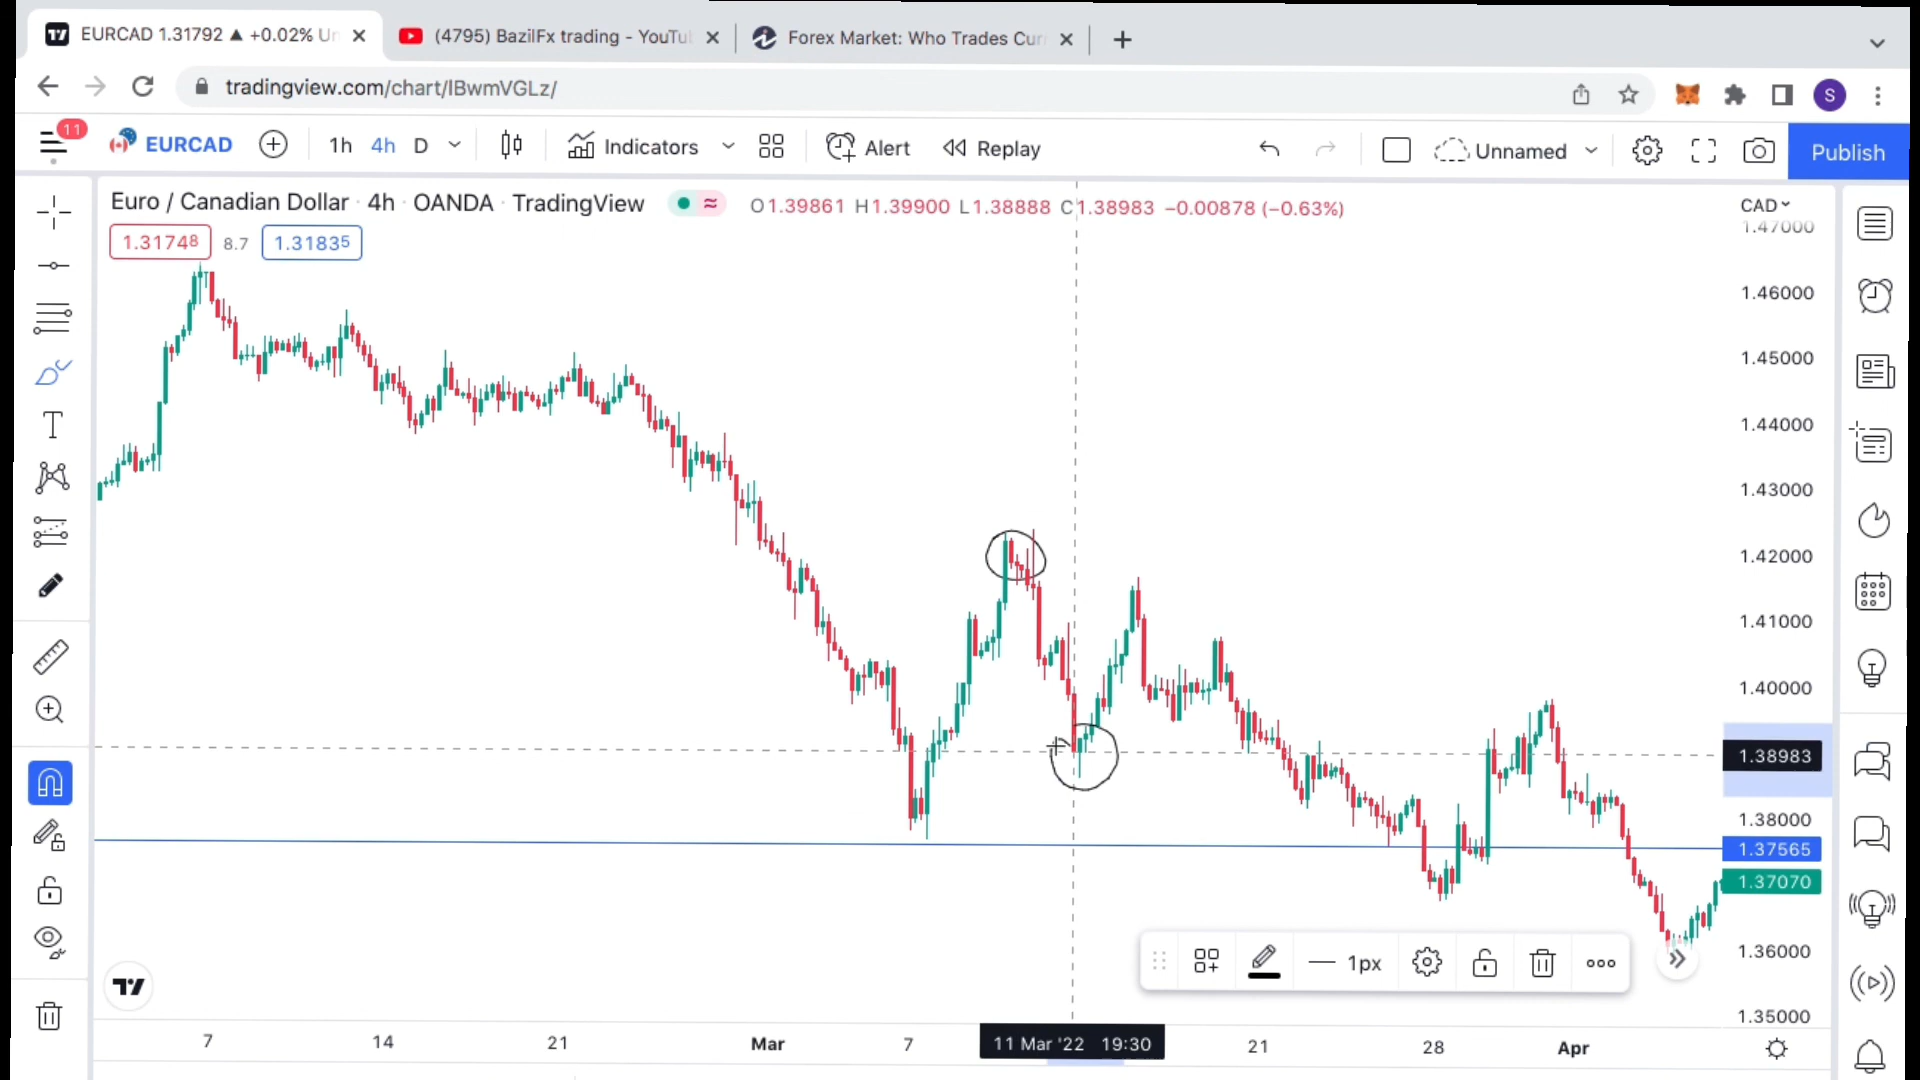 EURCAD 1.31792 ▲ +0.02% Un
(4795) BazilFx trading - YouTu
Forex Market: Who Trades Cur
tradingview.com/chart/lBwmVGLz/
S
11
EURCAD
1h 4h D
Indicators
Alert
Replay
Unnamed
Publish
Euro / Canadian Dollar · 4h · OANDA · TradingView
O1.39861 H1.39900 L1.38888 C1.38983 −0.00878 (−0.63%)
CAD
1.31748
8.7
1.31835
1.47000
1.46000
1.45000
1.44000
1.43000
1.42000
1.41000
1.40000
1.38983
1.38000
1.37565
1.37070
1.36000
1.35000
1px
7 14 21 Mar 7 11 Mar '22 19:30 21 28 Apr